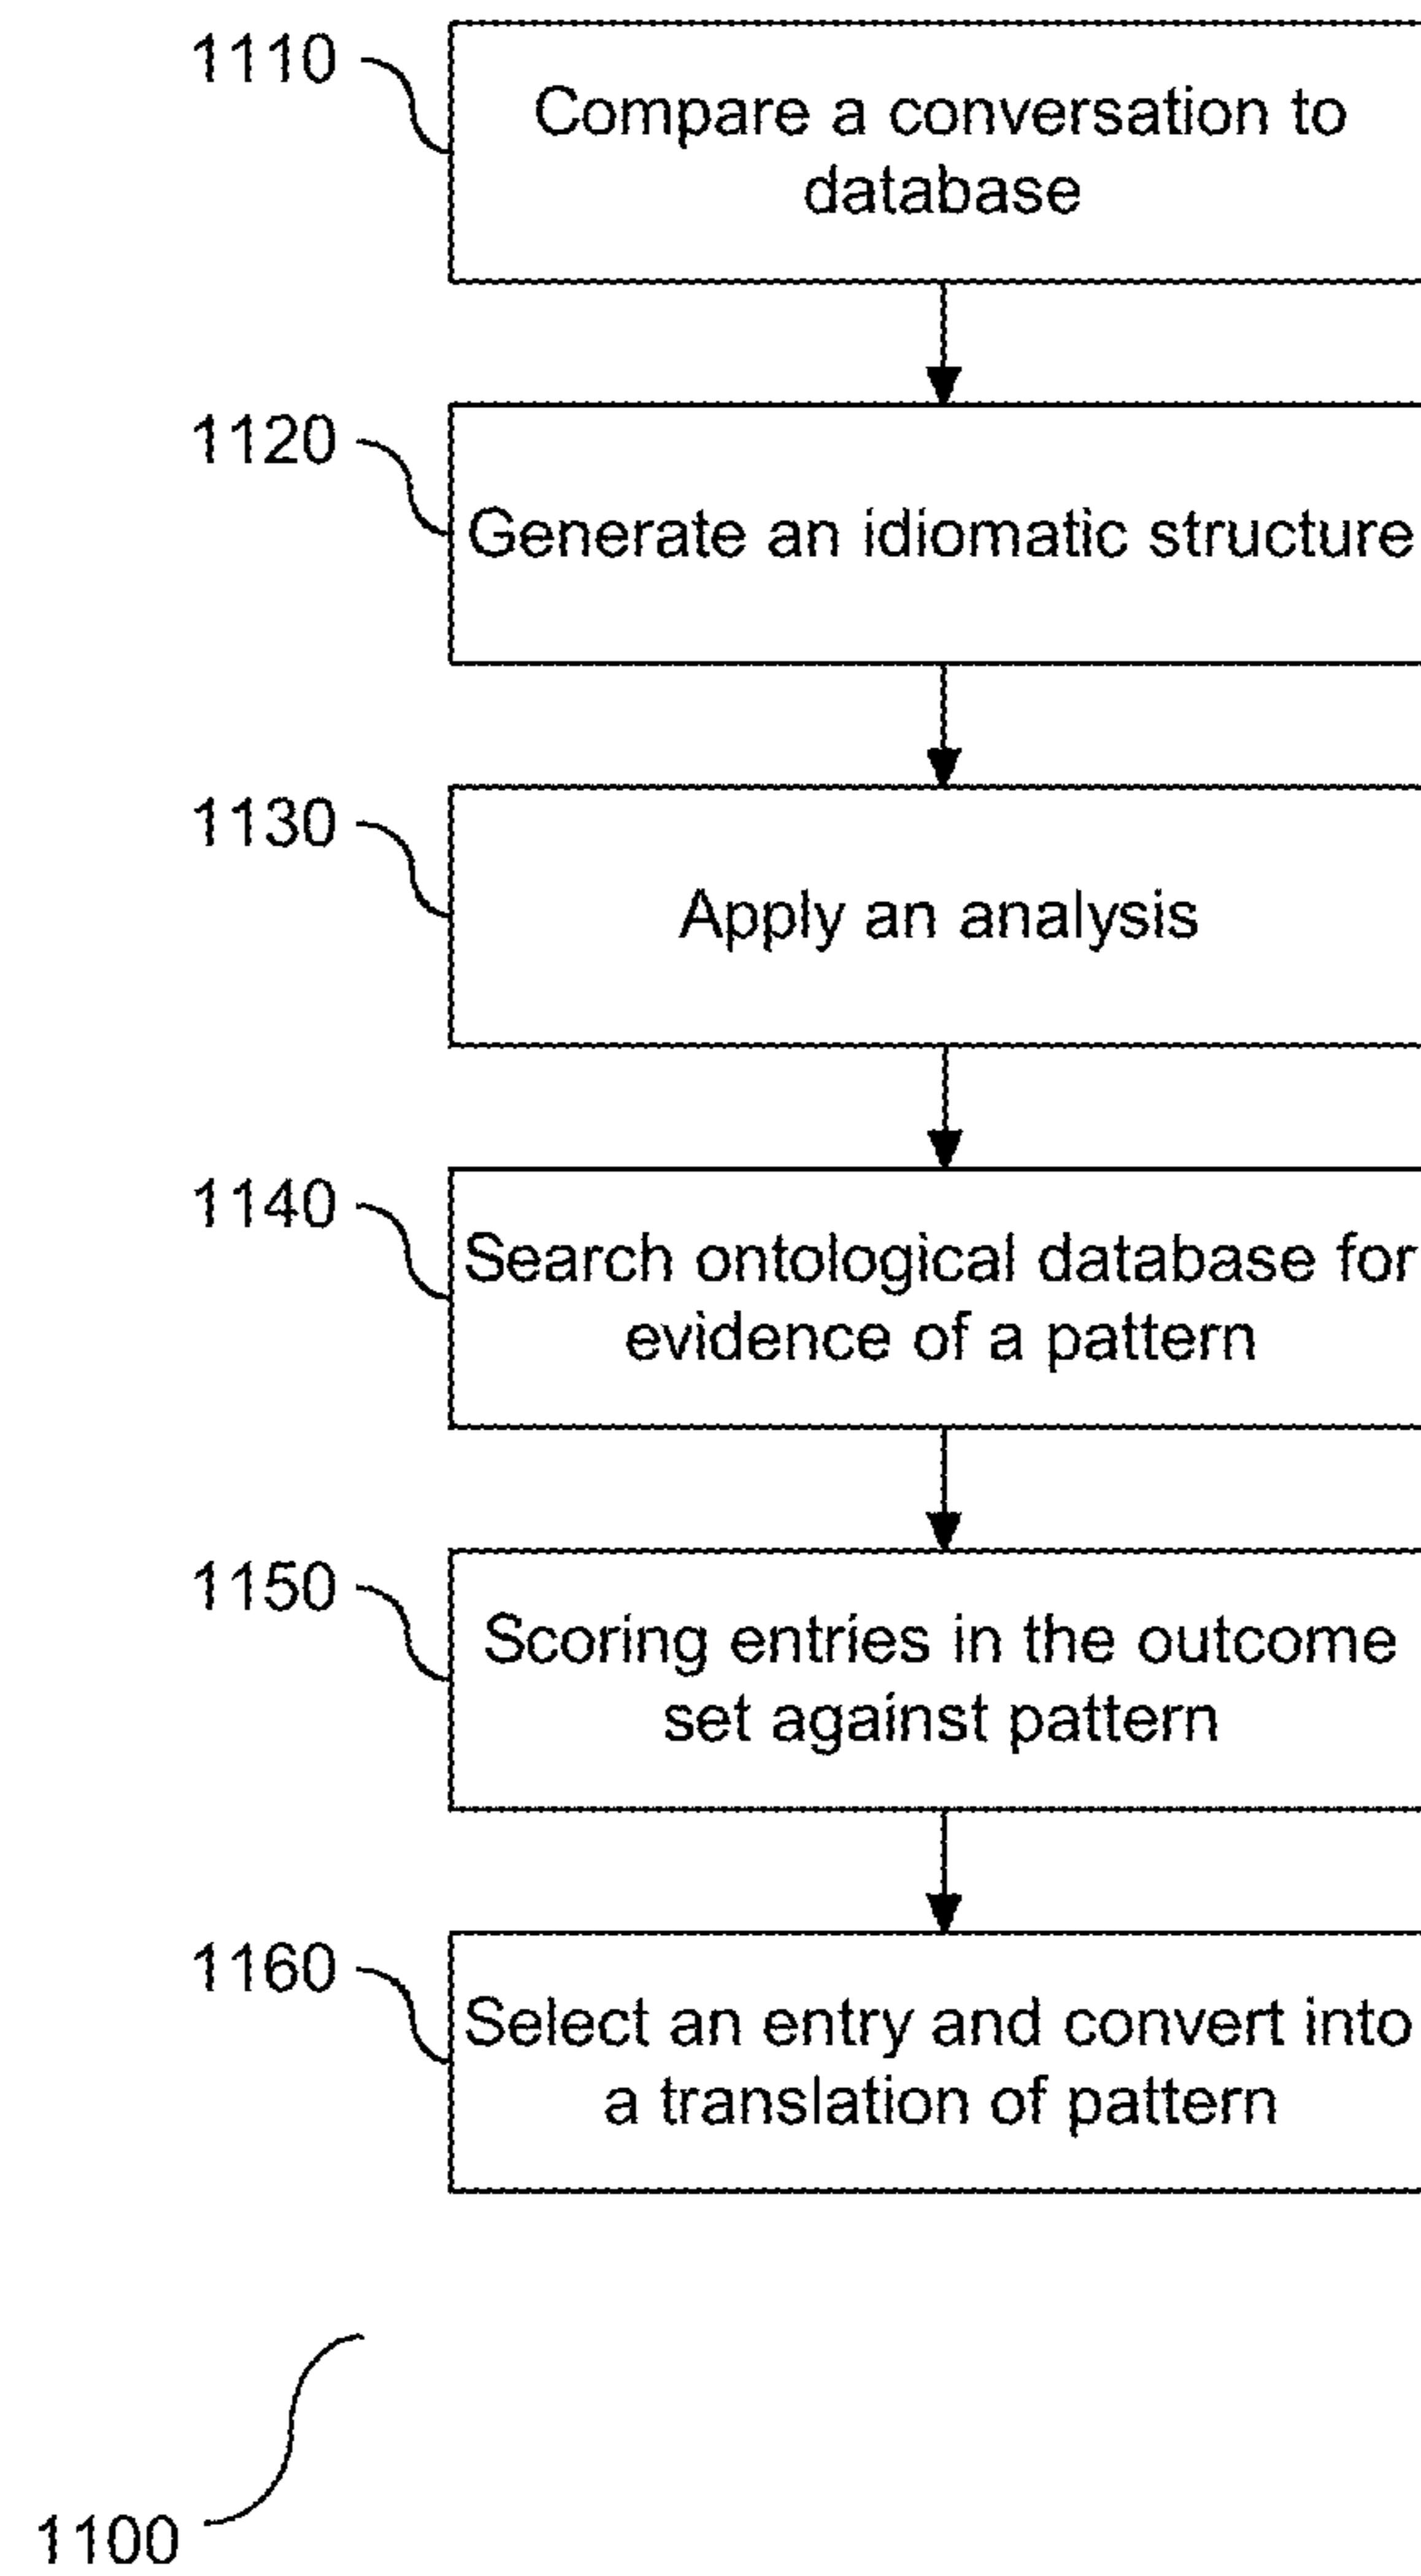 1110
Compare a conversation to
database
1120
Generate an idiomatic structure
1130
Apply an analysis
1140
Search ontological database for
evidence of a pattern
1150
Scoring entries in the outcome
set against pattern
1160
Select an entry and convert into
a translation of pattern
1100